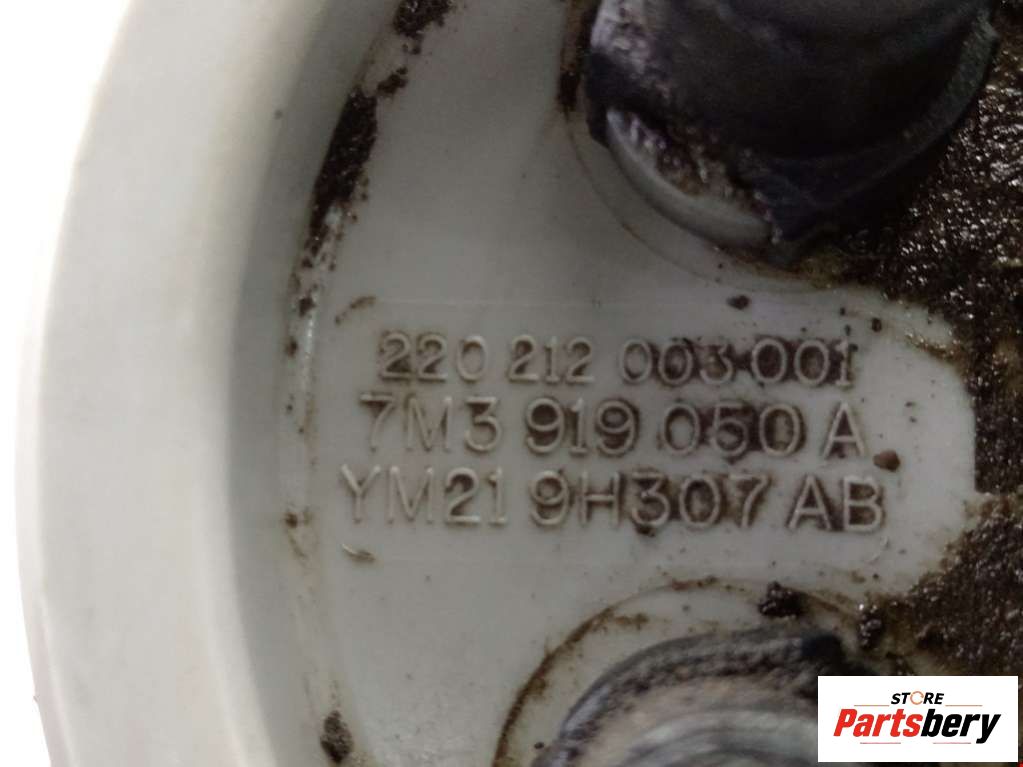 220 212 003 001
7M3 919 050 A
YM21 9H307 AB
STORE
Partsbery